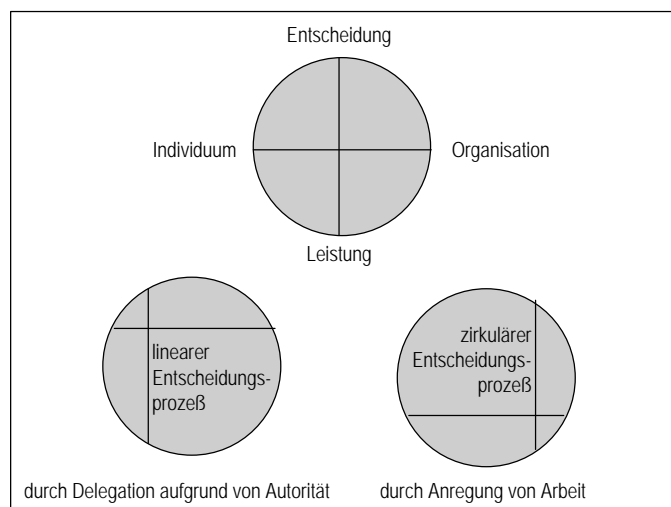 Entscheidung
Individuum
Organisation
Leistung
linearer
Entscheidungs-
prozeß
zirkulärer
Entscheidungs-
prozeß
durch Delegation aufgrund von Autorität
durch Anregung von Arbeit